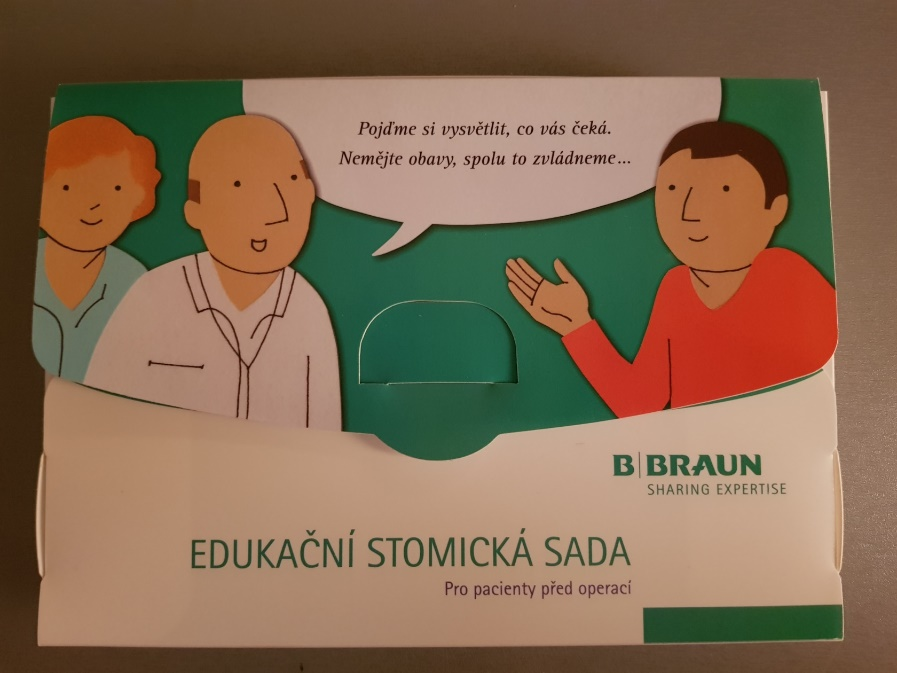 Pojďme si vysvětlit, co vás čeká.
Nemějte obavy, spolu to zvládneme...
B|BRAUN
SHARING EXPERTISE
EDUKAČNÍ STOMICKÁ SADA
Pro pacienty před operací